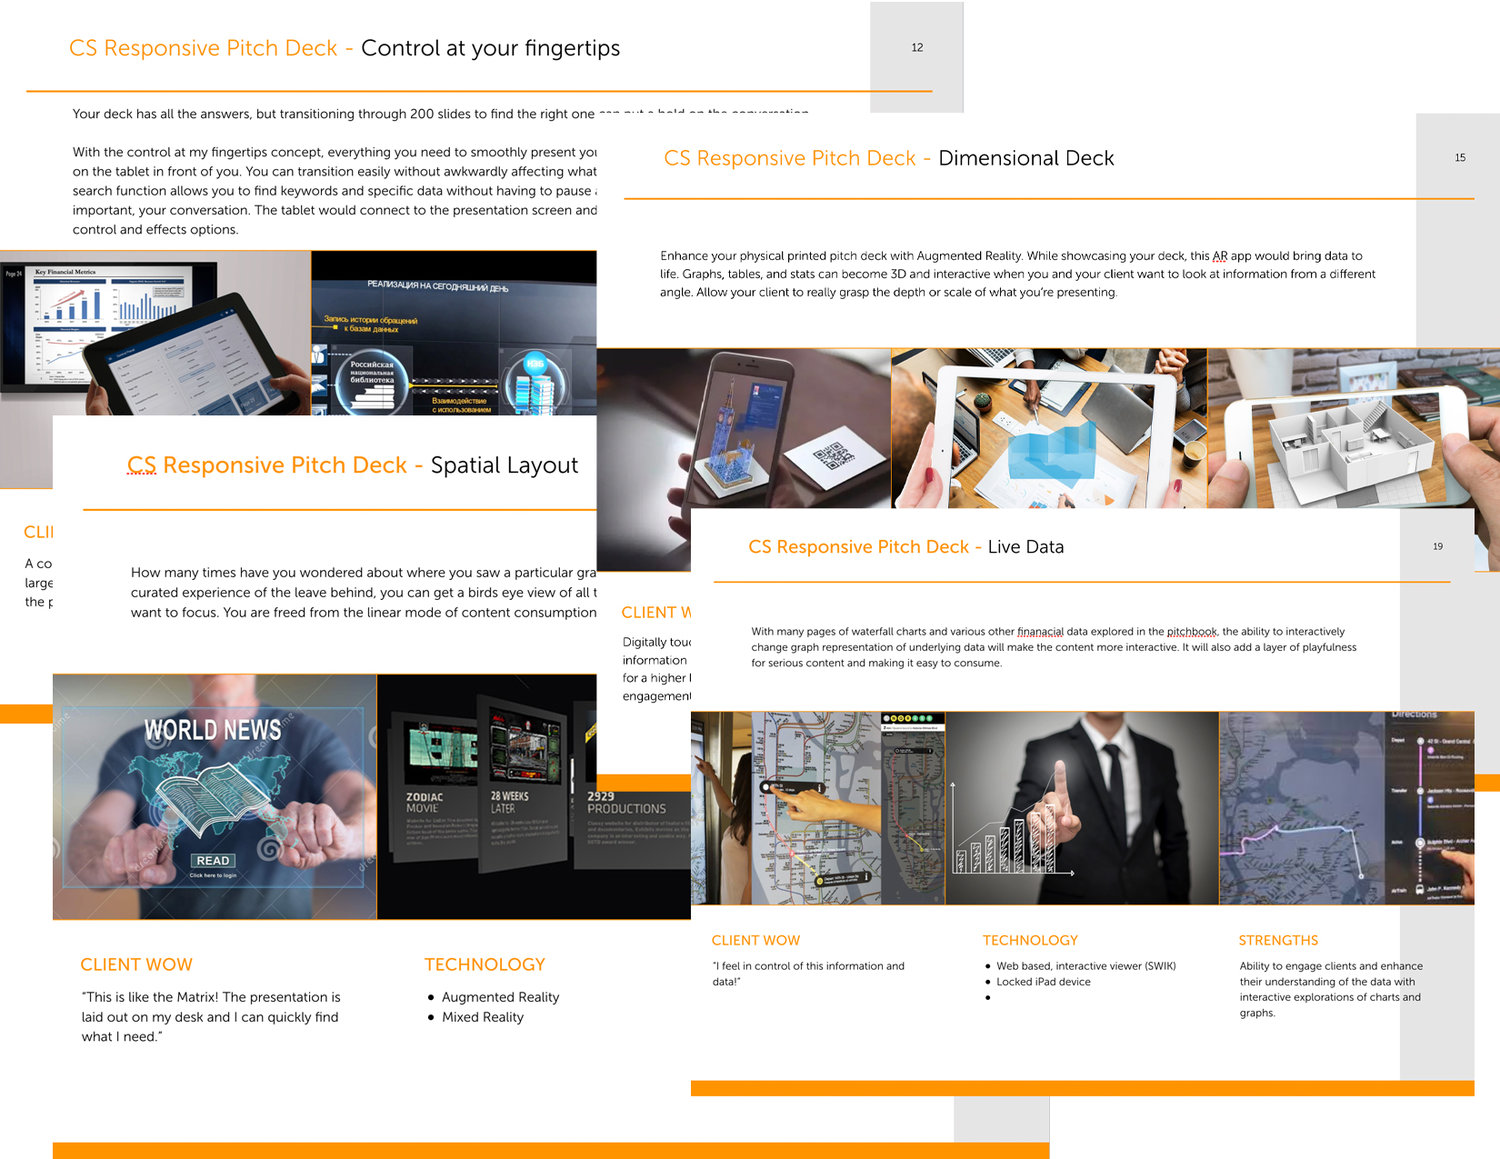 CS Responsive Pitch Deck - Control at your fingertips
12
Your deck has all the answers, but transitioning through 200 slides to find the right one can put a hold on the conversation
With the control at my fingertips concept, everything you need to smoothly present you
on the tablet in front of you. You can transition easily without awkwardly affecting what
search function allows you to find keywords and specific data without having to pause
important, your conversation. The tablet would connect to the presentation screen and
control and effects options.
Page 24
Key Financial Metrics
РЕАЛИЗАЦИЯ НА СЕГОДНЯШНИЙ ДЕНЬ
Запись истории обращений
к базам данных
Российская
национальная
библиотека
Взаимодействие
с использованием
CLI
A co
large
the p
CS Responsive Pitch Deck - Dimensional Deck
15
Enhance your physical printed pitch deck with Augmented Reality. While showcasing your deck, this AR app would bring data to
life. Graphs, tables, and stats can become 3D and interactive when you and your client want to look at information from a different
angle. Allow your client to really grasp the depth or scale of what you're presenting.
CLIENT W
Digitally touc
information
for a higher
engagement
CS Responsive Pitch Deck - Spatial Layout
How many times have you wondered about where you saw a particular gra
curated experience of the leave behind, you can get a birds eye view of all t
want to focus. You are freed from the linear mode of content consumption
WORLD NEWS
READ
Click here to login
ZODIAC
MOVIE
28 WEEKS
LATER
2929
PRODUCTIONS
CLIENT WOW
"This is like the Matrix! The presentation is
laid out on my desk and I can quickly find
what I need."
TECHNOLOGY
● Augmented Reality
● Mixed Reality
CS Responsive Pitch Deck - Live Data
19
With many pages of waterfall charts and various other finanacial data explored in the pitchbook, the ability to interactively
change graph representation of underlying data will make the content more interactive. It will also add a layer of playfulness
for serious content and making it easy to consume.
Directions
CLIENT WOW
"I feel in control of this information and
data!"
TECHNOLOGY
● Web based, interactive viewer (SWIK)
● Locked iPad device
●
STRENGTHS
Ability to engage clients and enhance
their understanding of the data with
interactive explorations of charts and
graphs.